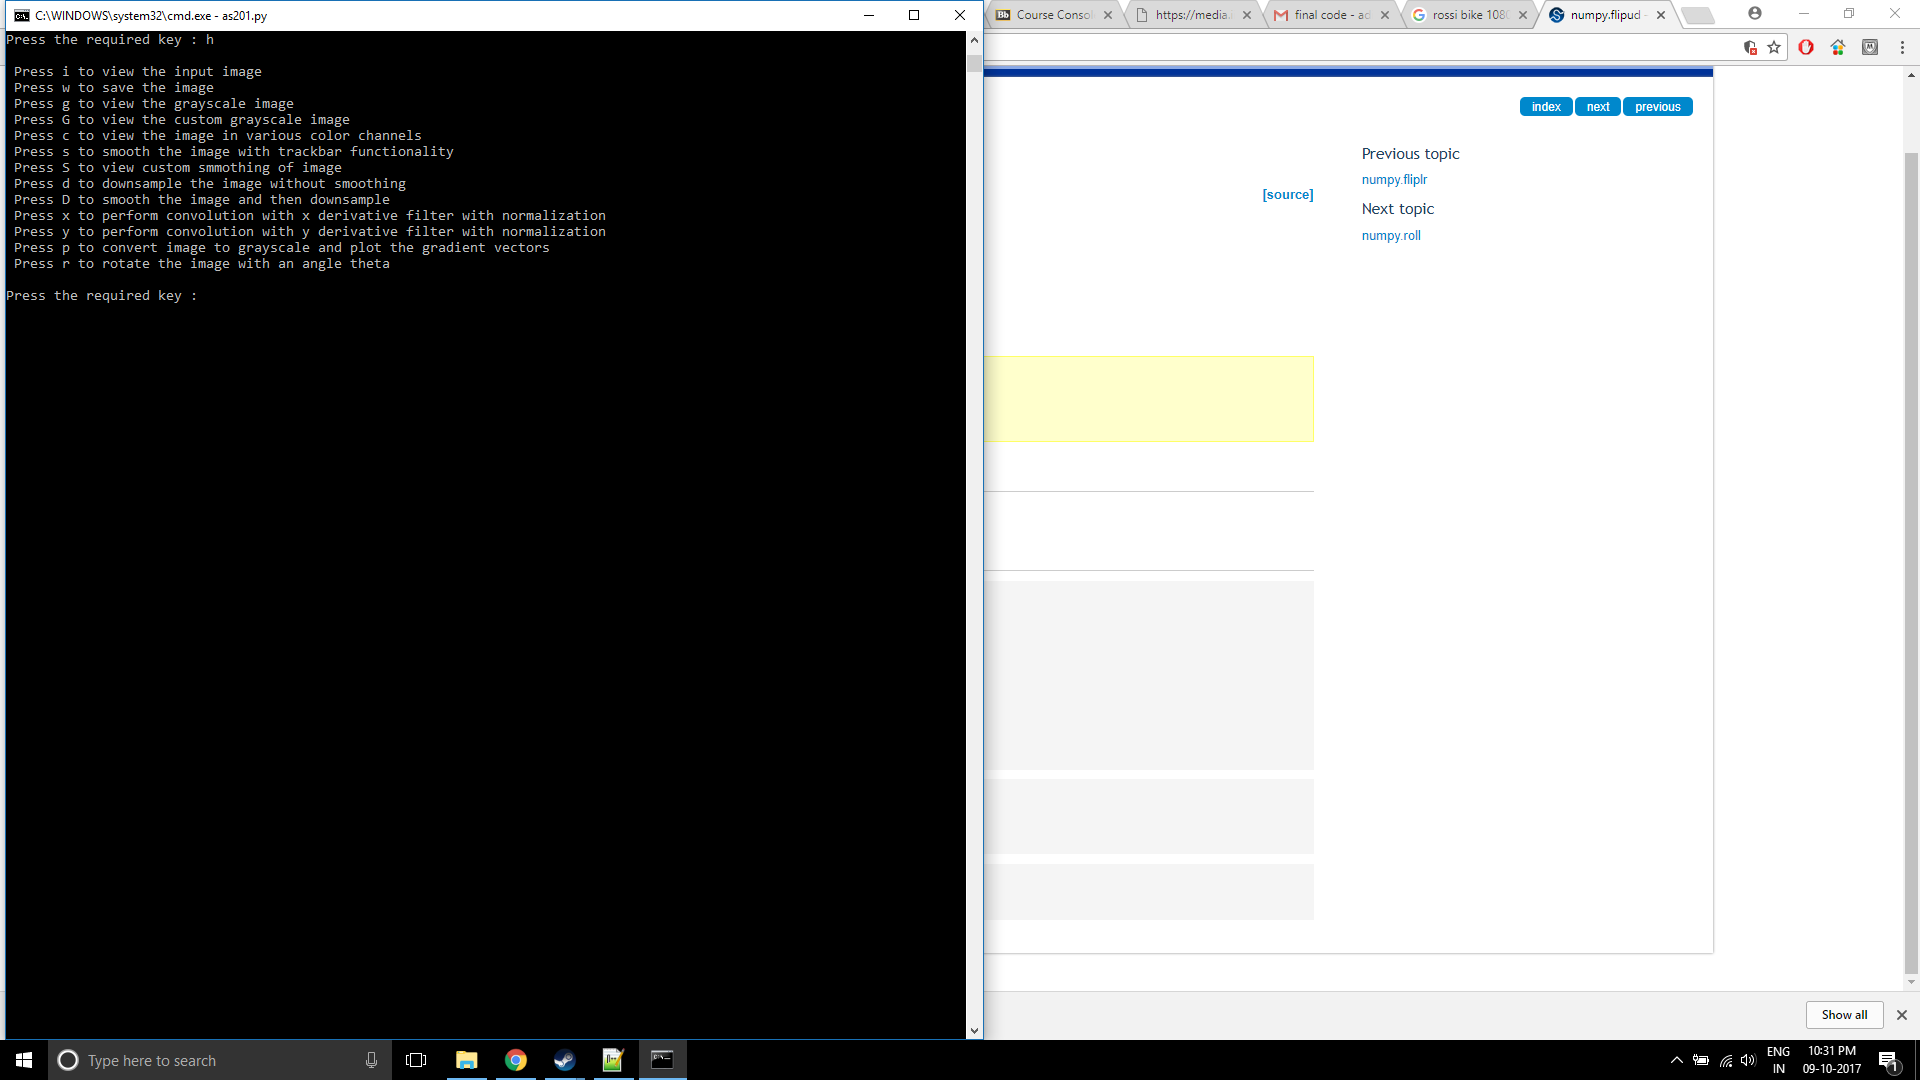 C:\WINDOWS\system32\cmd.exe - as201.py
Press the required key : h
Press i to view the input image
Press w to save the image
Press g to view the grayscale image
Press G to view the custom grayscale image
Press c to view the image in various color channels
Press s to smooth the image with trackbar functionality
Press S to view custom smmothing of image
Press d to downsample the image without smoothing
Press D to smooth the image and then downsample
Press x to perform convolution with x derivative filter with normalization
Press y to perform convolution with y derivative filter with normalization
Press p to convert image to grayscale and plot the gradient vectors
Press r to rotate the image with an angle theta
Press the required key :
Bb Course Consol
https://media.
final code - ad
rossi bike 108
numpy.flipud -
index next previous
Previous topic
numpy.fliplr
[source]
Next topic
numpy.roll
Show all
Type here to search
ENG
IN
10:31 PM
09-10-2017
1